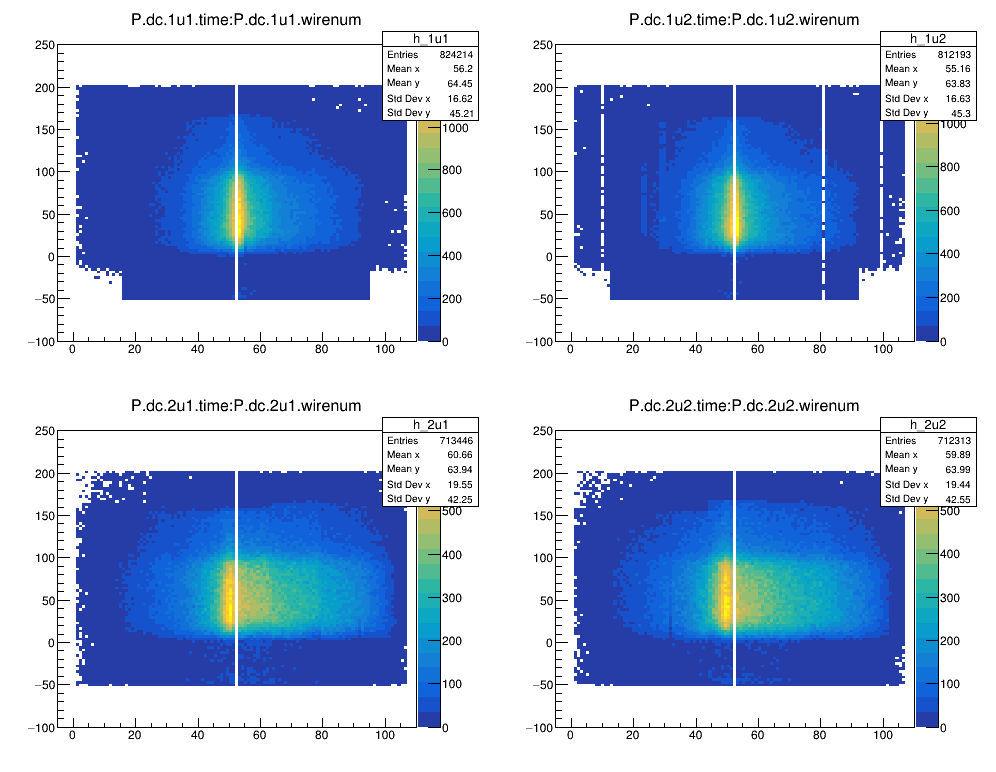 P.dc.1u1.time:P.dc.1u1.wirenum
h_1u1
Entries 824214
Mean x 56.2
Mean y 64.45
Std Dev x 16.62
Std Dev y 45.21
250
200
150
100
50
0
−50
−100
0 20 40 60 80 100
1000
800
600
400
200
0
P.dc.1u2.time:P.dc.1u2.wirenum
h_1u2
Entries 812193
Mean x 55.16
Mean y 63.83
Std Dev x 16.63
Std Dev y 45.3
250
200
150
100
50
0
−50
−100
0 20 40 60 80 100
1000
800
600
400
200
0
P.dc.2u1.time:P.dc.2u1.wirenum
h_2u1
Entries 713446
Mean x 60.66
Mean y 63.94
Std Dev x 19.55
Std Dev y 42.25
250
200
150
100
50
0
−50
−100
0 20 40 60 80 100
500
400
300
200
100
0
P.dc.2u2.time:P.dc.2u2.wirenum
h_2u2
Entries 712313
Mean x 59.89
Mean y 63.99
Std Dev x 19.44
Std Dev y 42.55
250
200
150
100
50
0
−50
−100
0 20 40 60 80 100
500
400
300
200
100
0